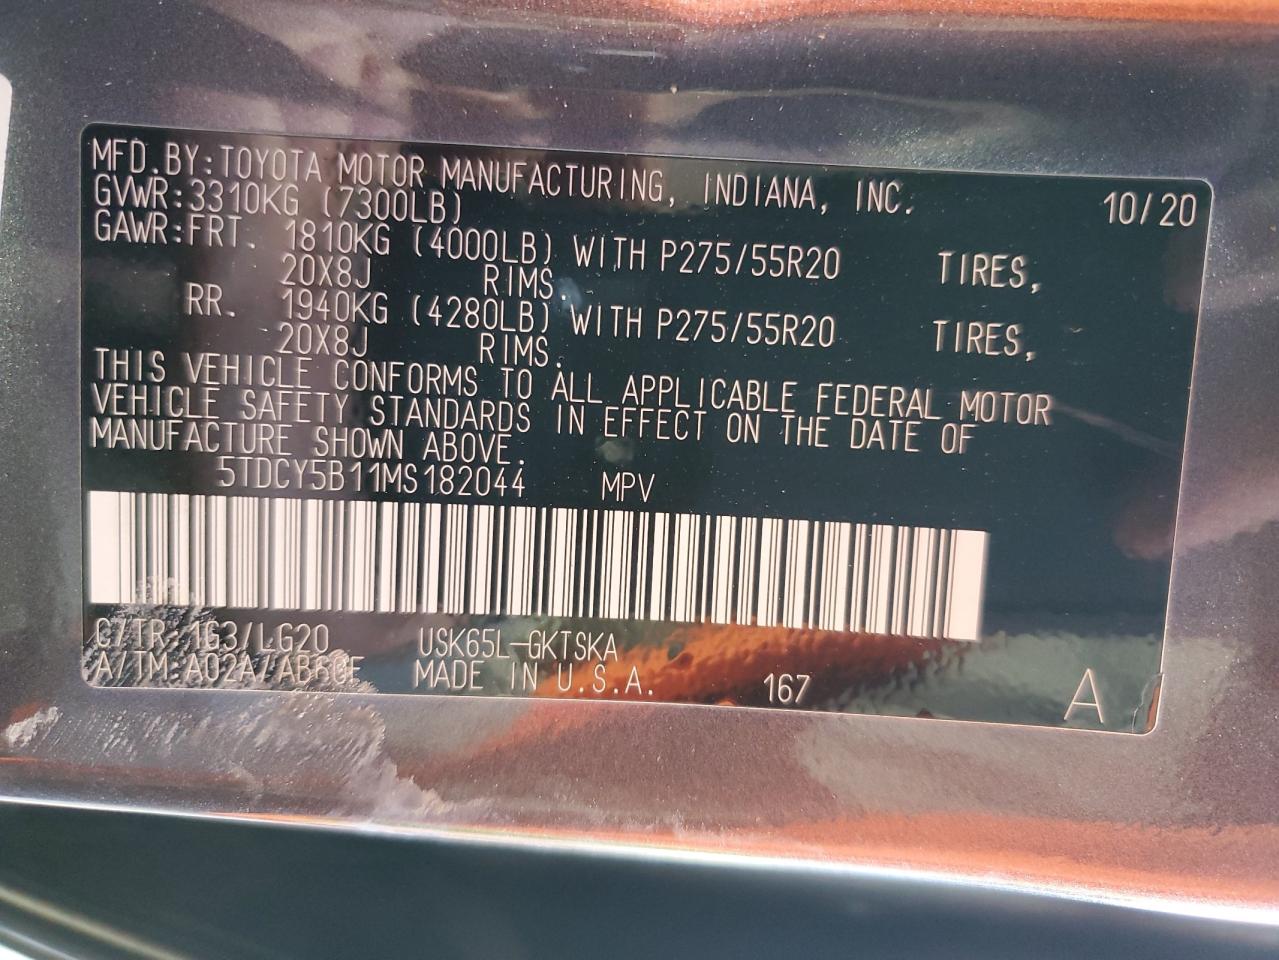 MFD.BY:TOYOTA MOTOR MANUFACTURING, INDIANA, INC. 10/20
GVWR:3310KG (7300LB)
GAWR:FRT. 1810KG (4000LB) WITH P275/55R20 TIRES,
20X8J RIMS.
RR. 1940KG (4280LB) WITH P275/55R20 TIRES,
20X8J RIMS.
THIS VEHICLE CONFORMS TO ALL APPLICABLE FEDERAL MOTOR
VEHICLE SAFETY STANDARDS IN EFFECT ON THE DATE OF
MANUFACTURE SHOWN ABOVE.
5TDCY5B11MS182044 MPV
C/TR:1G3/LG20 USK65L-GKTSKA
A/TM:A02A/AB60F MADE IN U.S.A. 167 A